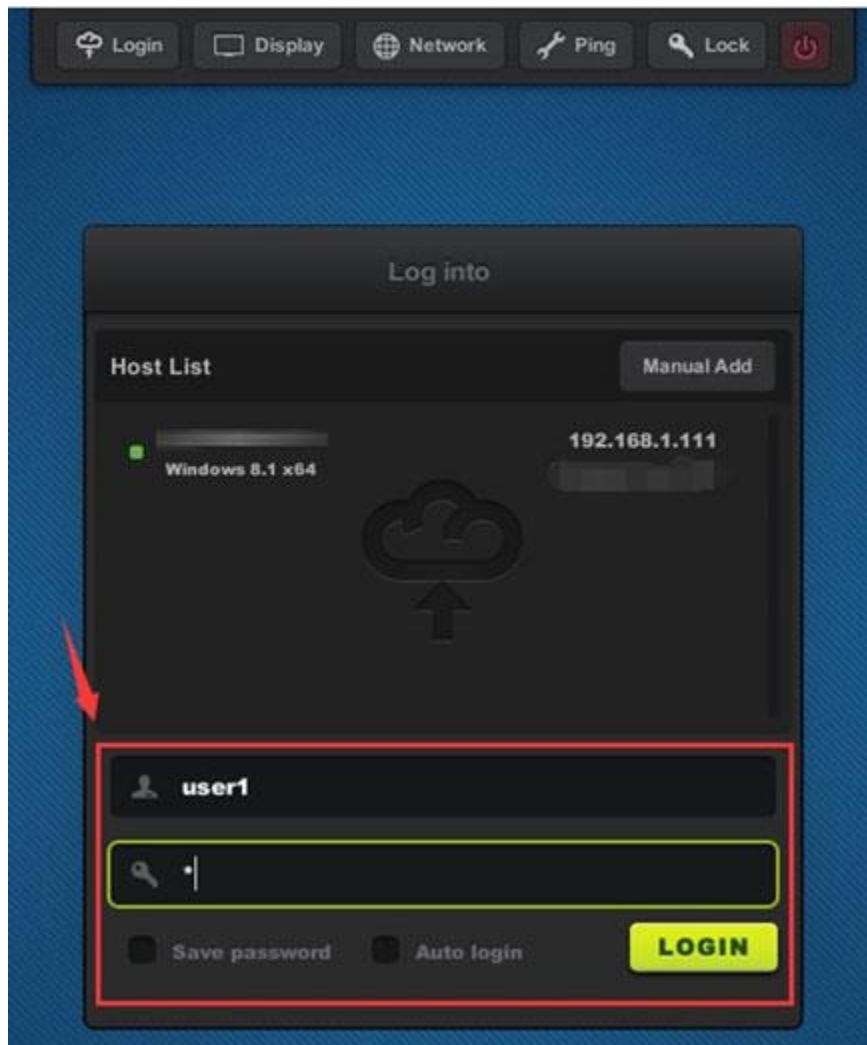 Login Display Network Ping Lock
Log into
Host List Manual Add
192.168.1.111
Windows 8.1 x64
user1
•
Save password Auto login LOGIN